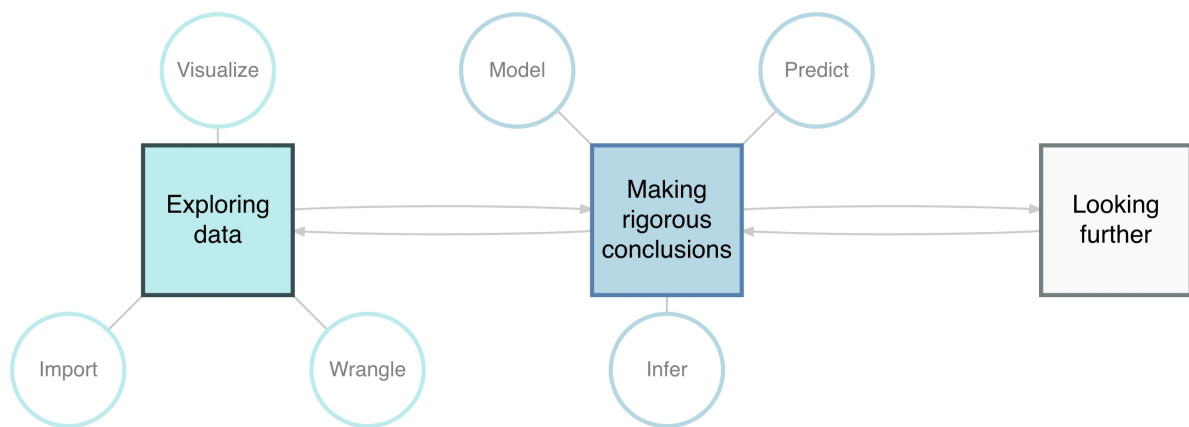 Visualize
Model
Predict
Exploring
data
Making
rigorous
conclusions
Looking
further
Import
Wrangle
Infer